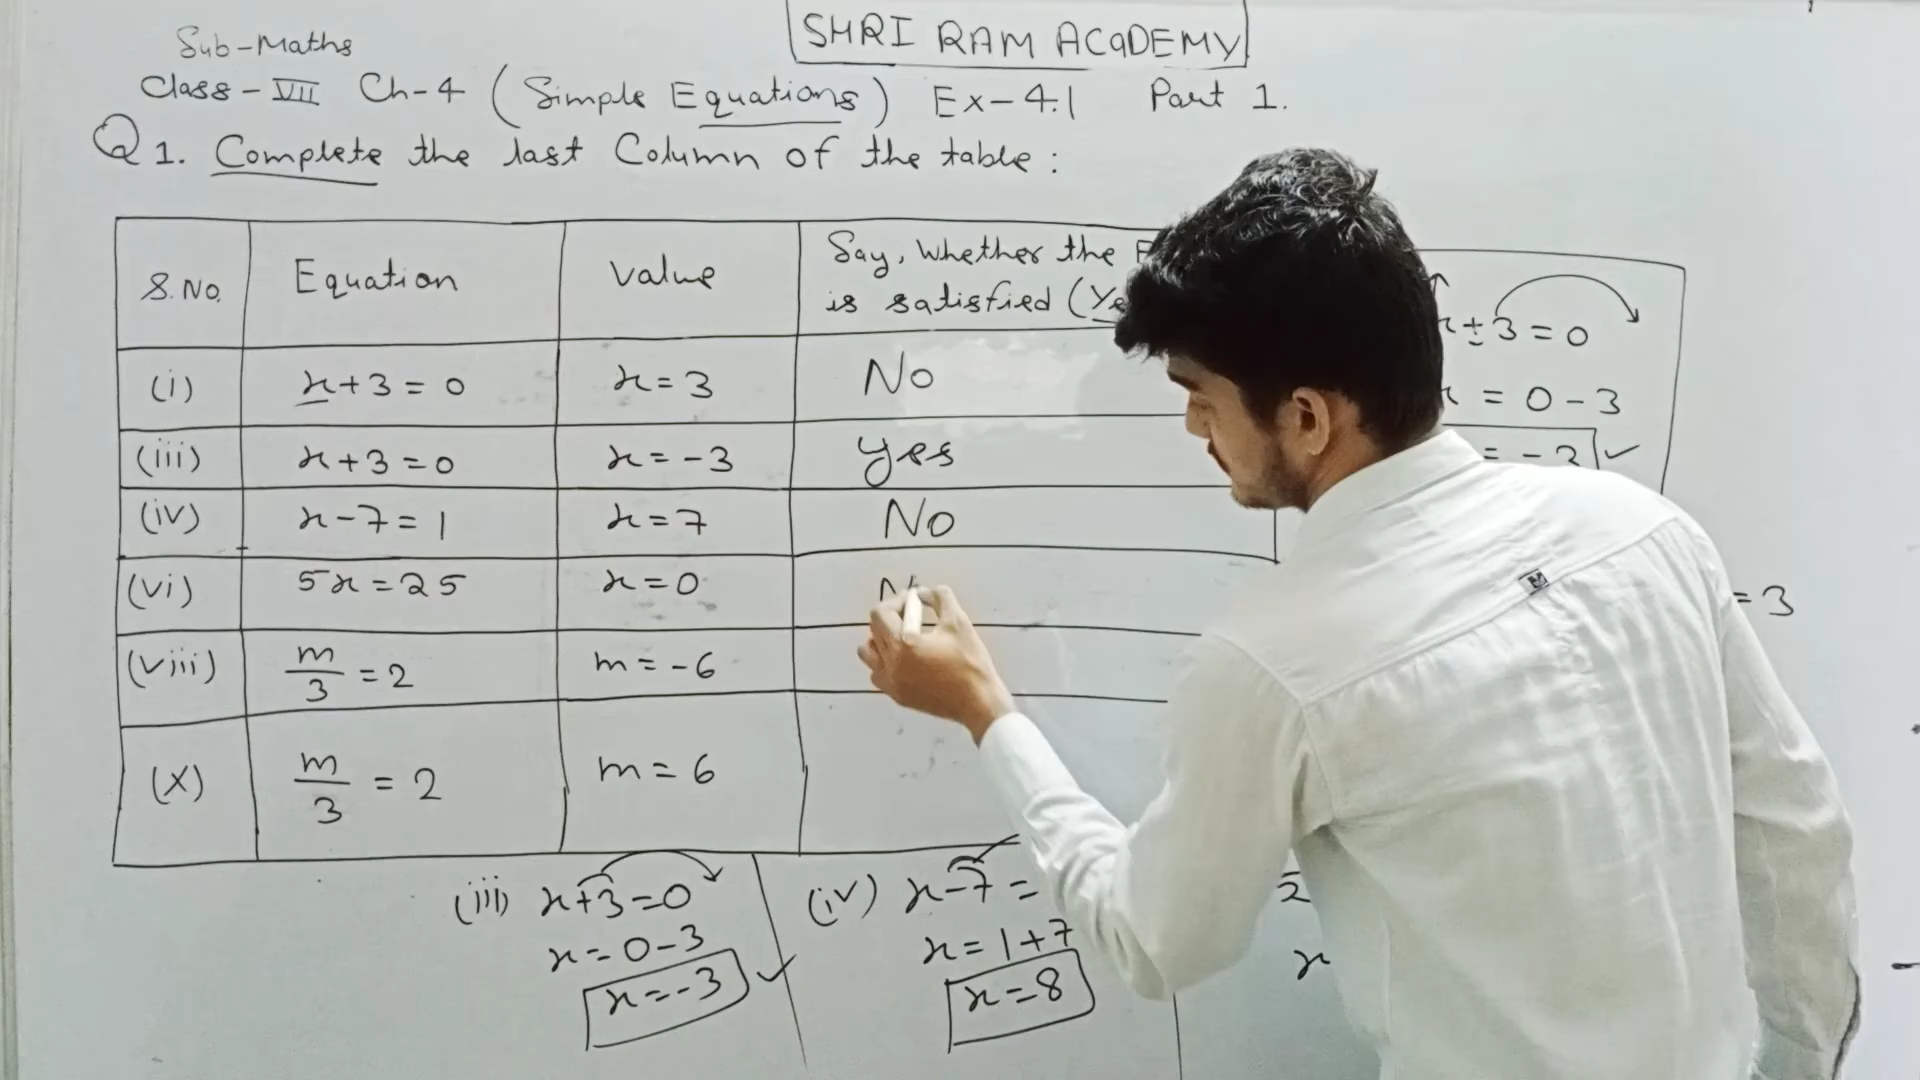 SHRI RAM ACADEMY
Sub-Maths
Class-VII Ch-4 (Simple Equations) Ex-4.1 Part 1.
Q1. Complete the last Column of the table:
S.No. Equation Value Say, Whether the
is satisfied (Ye
(i) x+3=0 x=3 No
(iii) x+3=0 x=-3 yes
(iv) x-7=1 x=7 No
(vi) 5x=25 x=0 N
(viii) m/3=2 m=-6
(x) m/3=2 m=6
x+3=0
x=0-3
=-3 ✓
=3
(iii) x+3=0
x=0-3
x=-3 ✓
(iv) x-7=
x=1+7
x=8
x